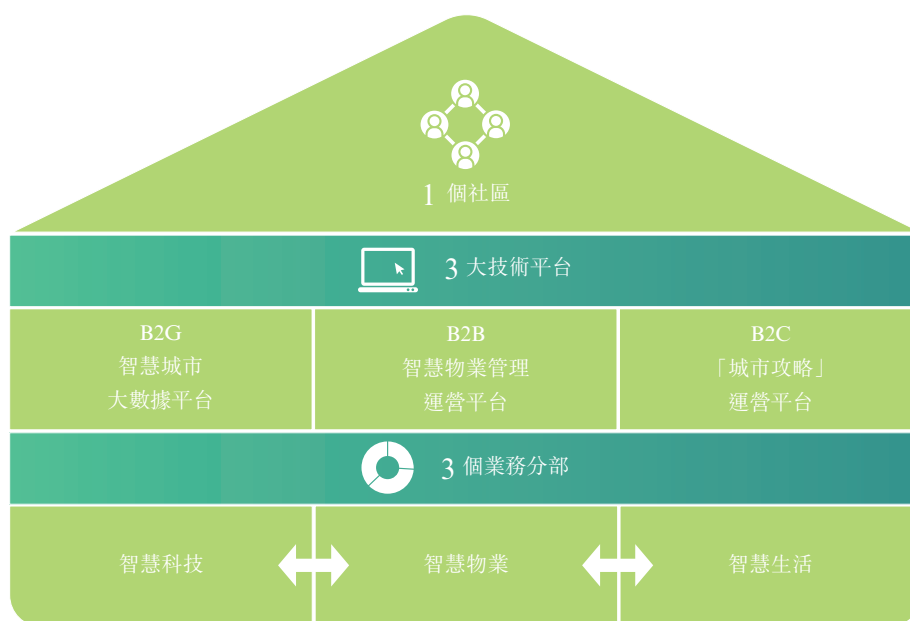 1 個社區
3 大技術平台
B2G
智慧城市
大數據平台
B2B
智慧物業管理
運營平台
B2C
「城市攻略」
運營平台
3 個業務分部
智慧科技
智慧物業
智慧生活